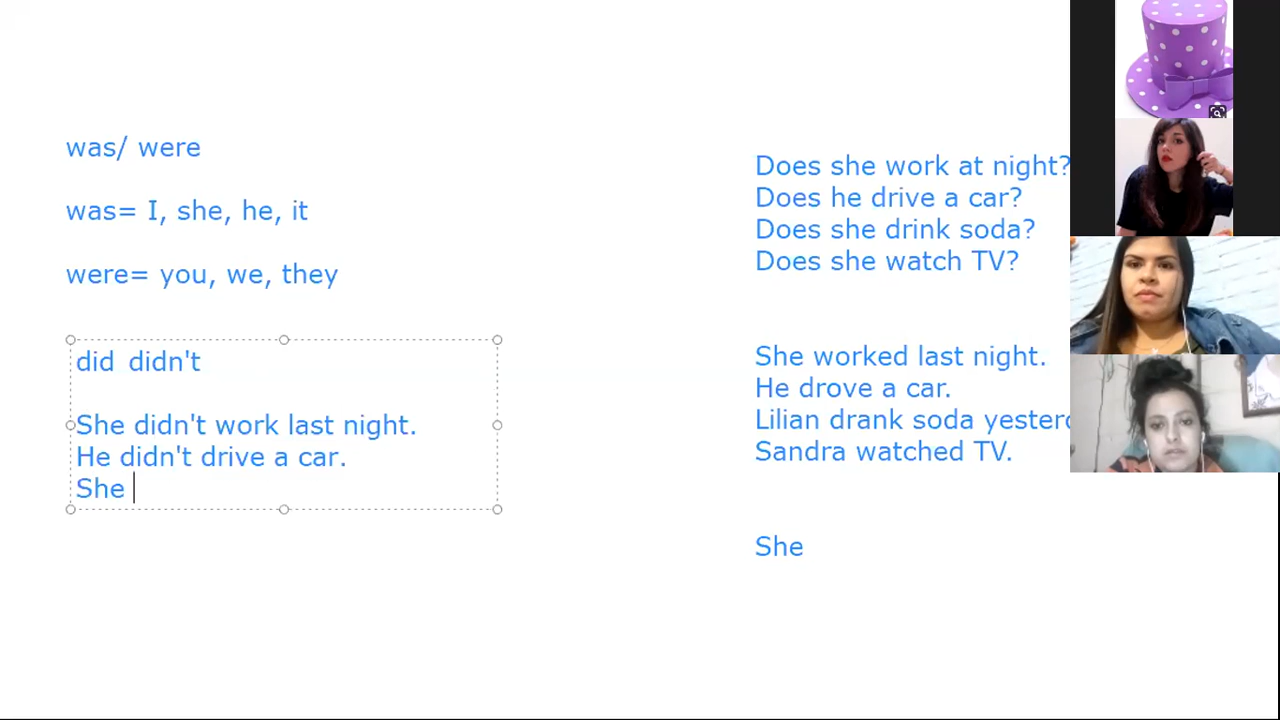 was/ were
was= I, she, he, it
were= you, we, they
did didn't
She didn't work last night.
He didn't drive a car.
She
Does she work at night?
Does he drive a car?
Does she drink soda?
Does she watch TV?
She worked last night.
He drove a car.
Lilian drank soda
Sandra watched TV.
She